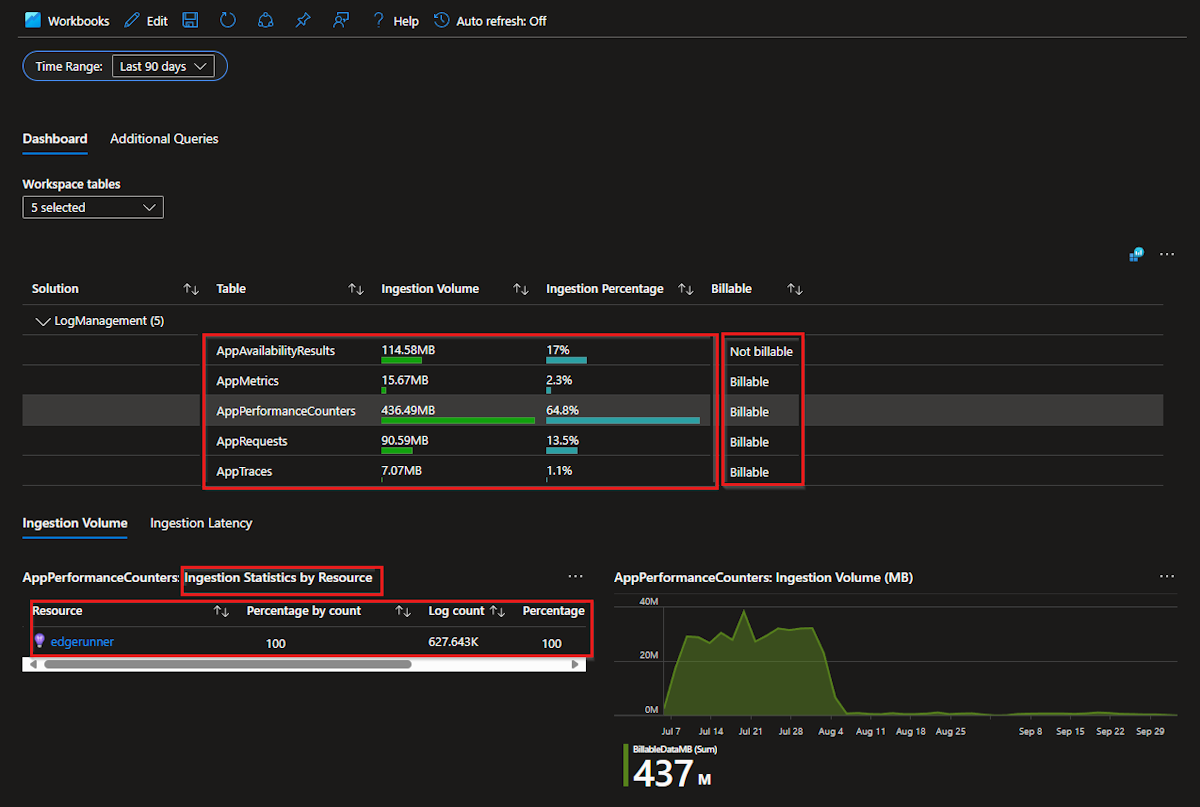 Workbooks Edit Help Auto refresh: Off
Time Range: Last 90 days
Dashboard Additional Queries
Workspace tables
5 selected
Solution Table Ingestion Volume Ingestion Percentage Billable
LogManagement (5)
AppAvailabilityResults 114.58MB 17% Not billable
AppMetrics 15.67MB 2.3% Billable
AppPerformanceCounters 436.49MB 64.8% Billable
AppRequests 90.59MB 13.5% Billable
AppTraces 7.07MB 1.1% Billable
Ingestion Volume Ingestion Latency
AppPerformanceCounters: Ingestion Statistics by Resource
Resource Percentage by count Log count Percentage
edgerunner 100 627.643K 100
AppPerformanceCounters: Ingestion Volume (MB)
40M
20M
0M
Jul 7 Jul 14 Jul 21 Jul 28 Aug 4 Aug 11 Aug 18 Aug 25 Sep 8 Sep 15 Sep 22 Sep 29
BillableDataMB (Sum)
437 M